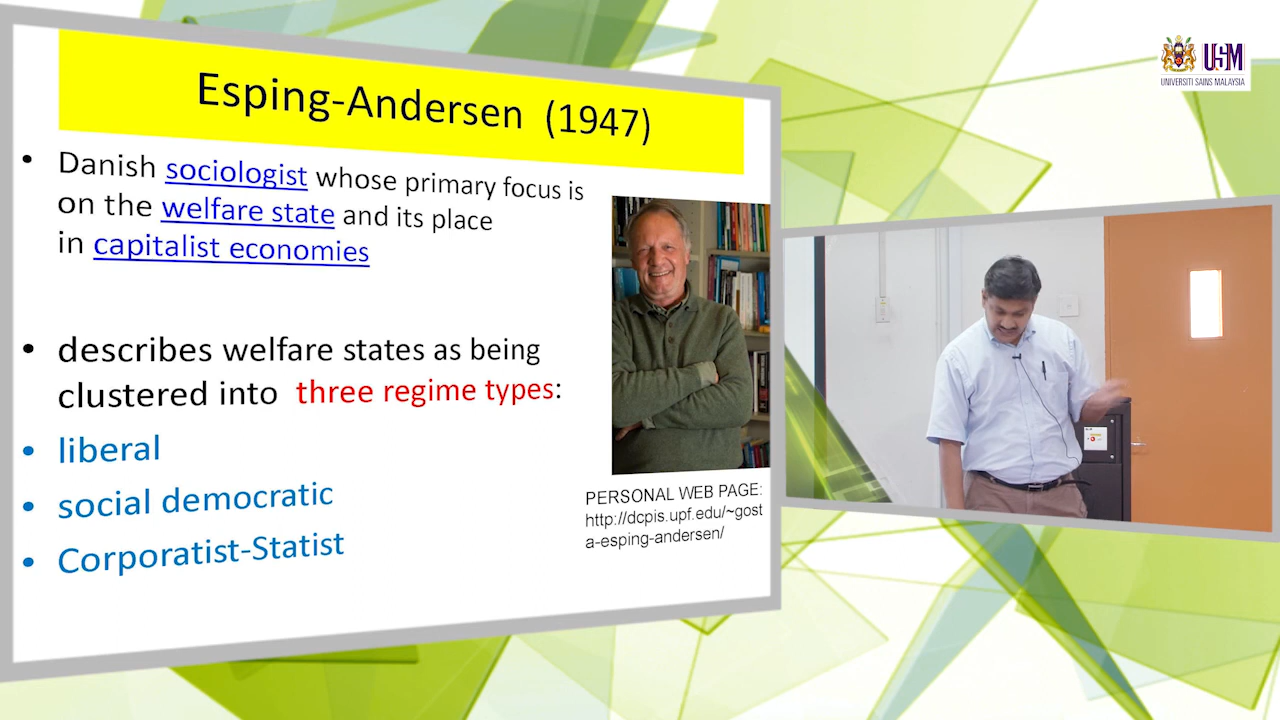 Esping-Andersen (1947)
• Danish sociologist whose primary focus is
on the welfare state and its place
in capitalist economies
• describes welfare states as being
clustered into three regime types:
• liberal
• social democratic
• Corporatist-Statist
PERSONAL WEB PAGE:
http://dcpis.upf.edu/~gost
a-esping-andersen/
USM
UNIVERSITI SAINS MALAYSIA